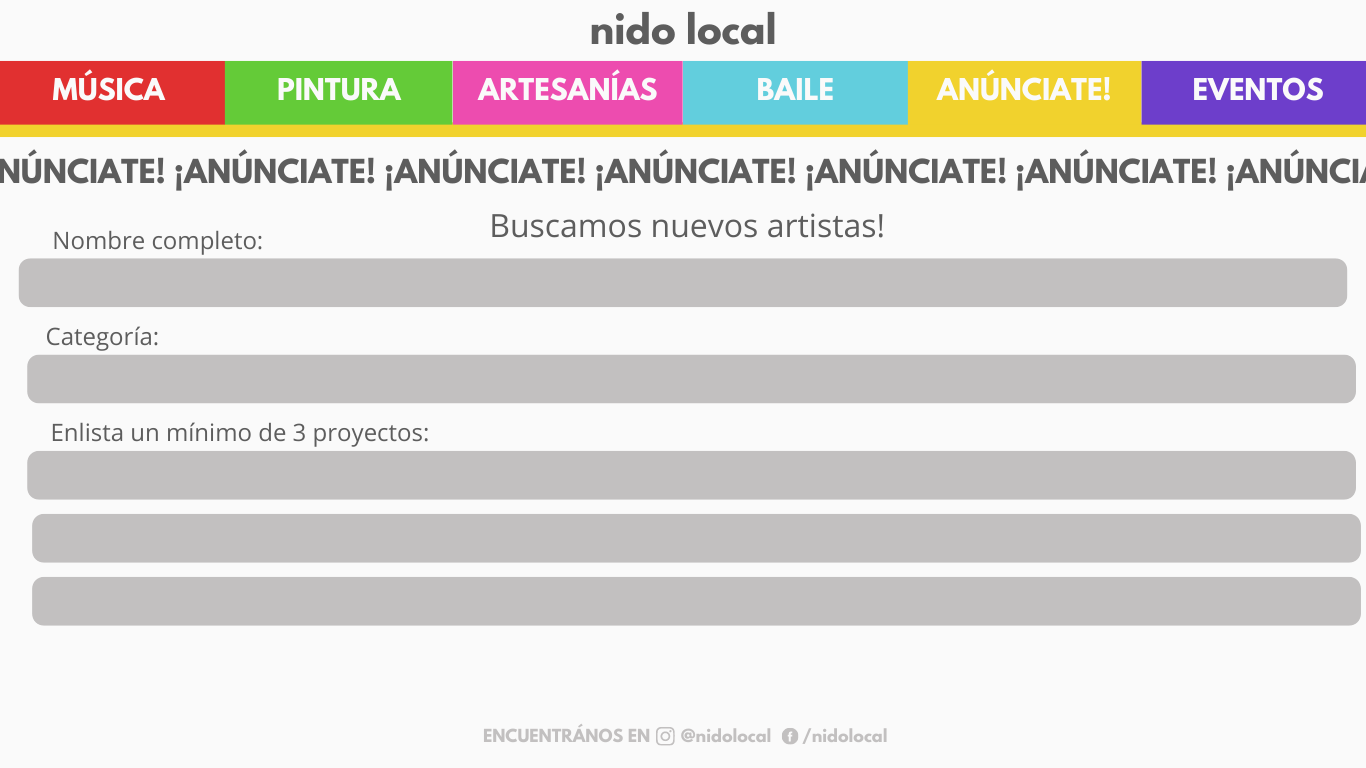 nido local
MÚSICA PINTURA ARTESANÍAS BAILE ANÚNCIATE! EVENTOS
NÚNCIATE! ¡ANÚNCIATE! ¡ANÚNCIATE! ¡ANÚNCIATE! ¡ANÚNCIATE! ¡ANÚNCIATE! ¡ANÚNCIA
Buscamos nuevos artistas!
Nombre completo:
Categoría:
Enlista un mínimo de 3 proyectos:
ENCUENTRÁNOS EN @nidolocal /nidolocal